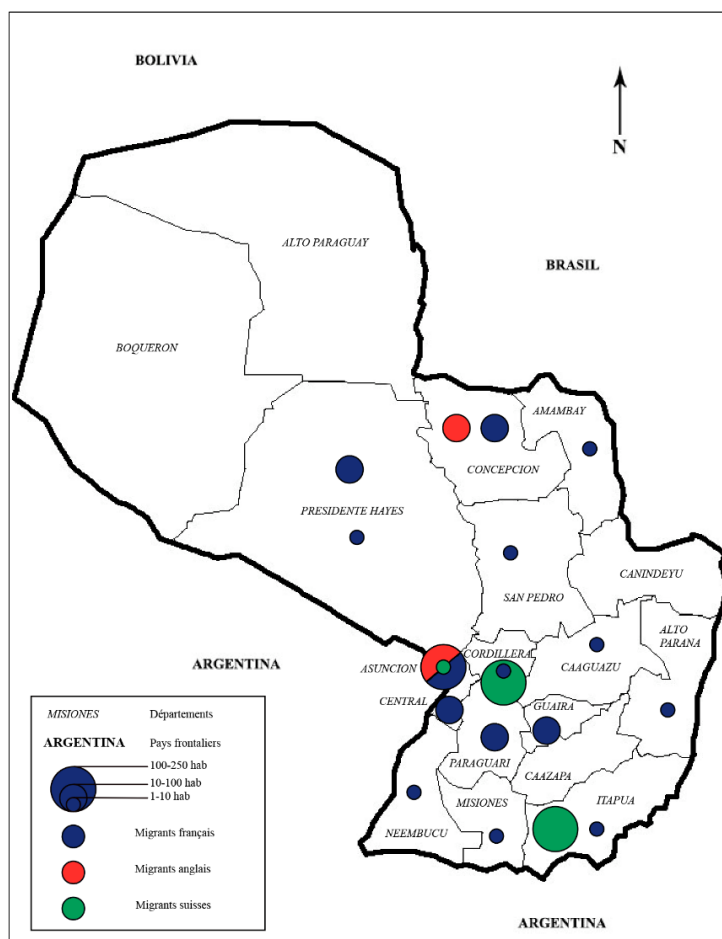 BOLIVIA
N
ALTO PARAGUAY
BRASIL
BOQUERON
AMAMBAY
CONCEPCION
PRESIDENTE HAYES
CANINDEYU
SAN PEDRO
ALTO
PARANA
CORDILLERA
ARGENTINA
ASUNCION
CAAGUAZU
CENTRAL
GUAIRA
PARAGUARI
CAAZAPA
MISIONES
ITAPUA
NEEMBUCU
ARGENTINA
MISIONES Départements
ARGENTINA Pays frontaliers
100-250 hab
10-100 hab
1-10 hab
Migrants français
Migrants anglais
Migrants suisses